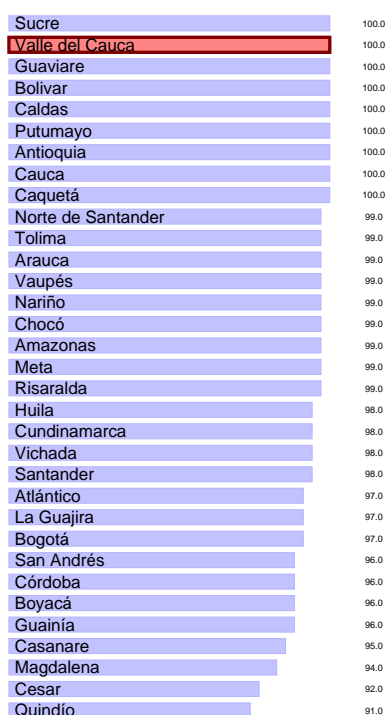 Sucre 100.0
Valle del Cauca 100.0
Guaviare 100.0
Bolivar 100.0
Caldas 100.0
Putumayo 100.0
Antioquia 100.0
Cauca 100.0
Caquetá 100.0
Norte de Santander 99.0
Tolima 99.0
Arauca 99.0
Vaupés 99.0
Nariño 99.0
Chocó 99.0
Amazonas 99.0
Meta 99.0
Risaralda 99.0
Huila 98.0
Cundinamarca 98.0
Vichada 98.0
Santander 98.0
Atlántico 97.0
La Guajira 97.0
Bogotá 97.0
San Andrés 96.0
Córdoba 96.0
Boyacá 96.0
Guainía 96.0
Casanare 95.0
Magdalena 94.0
Cesar 92.0
Quindío 91.0